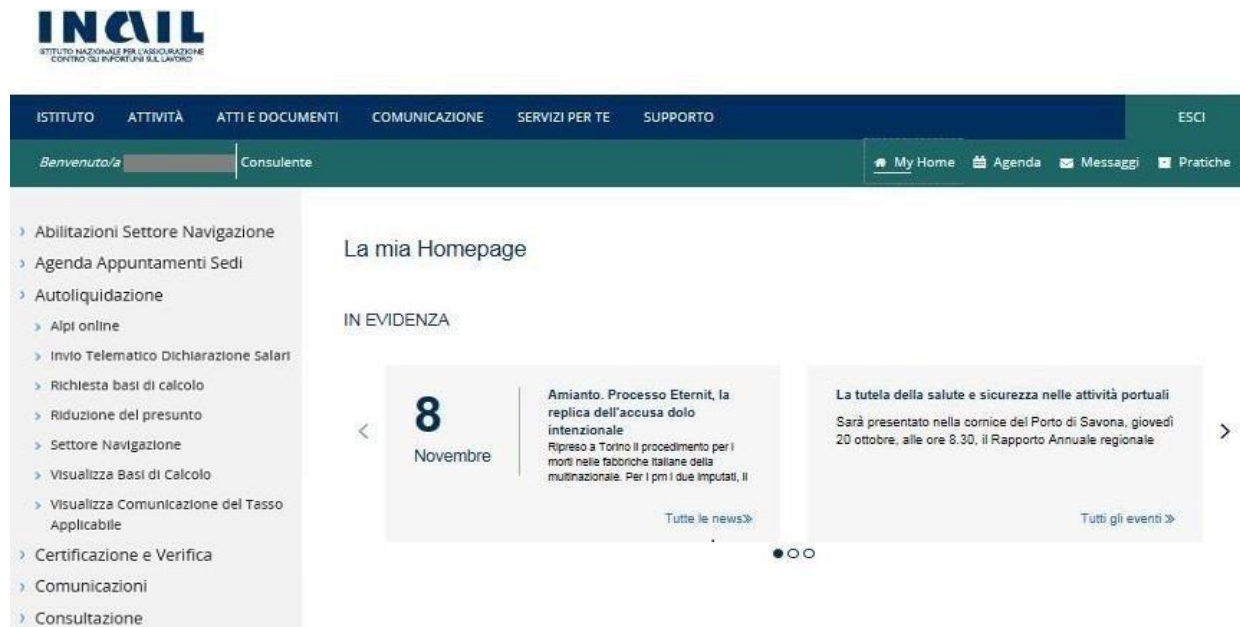 INAIL
ISTITUTO NAZIONALE PER L'ASSICURAZIONE
CONTRO GLI INFORTUNI SUL LAVORO
ISTITUTO ATTIVITÀ ATTI E DOCUMENTI COMUNICAZIONE SERVIZI PER TE SUPPORTO ESCI
Benvenuto/a Consulente My Home Agenda Messaggi Pratiche
Abilitazioni Settore Navigazione
Agenda Appuntamenti Sedi
Autoliquidazione
Alpi online
Invio Telematico Dichiarazione Salari
Richiesta basi di calcolo
Riduzione del presunto
Settore Navigazione
Visualizza Basi di Calcolo
Visualizza Comunicazione del Tasso
Applicabile
Certificazione e Verifica
Comunicazioni
Consultazione
La mia Homepage
IN EVIDENZA
8
Novembre
Amianto. Processo Eternit, la
replica dell'accusa dolo
intenzionale
Ripreso a Torino il procedimento per i
morti nelle fabbriche italiane della
multinazionale. Per i pm i due imputati, il
Tutte le news
La tutela della salute e sicurezza nelle attività portuali
Sarà presentato nella cornice del Porto di Savona, giovedì
20 ottobre, alle ore 8.30, il Rapporto Annuale regionale
Tutti gli eventi